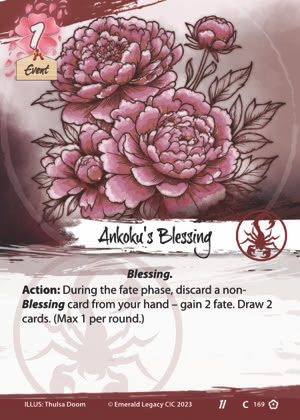 1
Event
Ankoku's Blessing
Blessing.
Action: During the fate phase, discard a non-
Blessing card from your hand – gain 2 fate. Draw 2
cards. (Max 1 per round.)
ILLUS: Thulsa Doom © Emerald Legacy CIC 2023 C 169